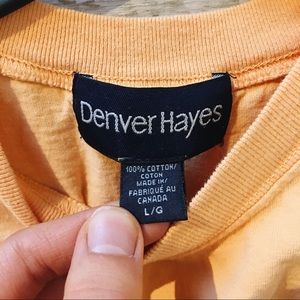 Denver Hayes
100% COTTON/
COTON
MADE IN/
FABRIQUÉ AU
CANADA
L/G